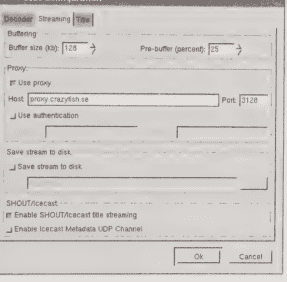 Decoder Streaming Title
Buffering
Buffer size (kb): 128 Pre-buffer (percent): 25
Proxy
Use proxy
Host: proxy.crazyfish.se Port: 3128
Use authentication
Save stream to disk
Save stream to disk
SHOUT/Icecast
Enable SHOUT/Icecast title streaming
Enable Icecast Metadata UDP Channel
Ok Cancel